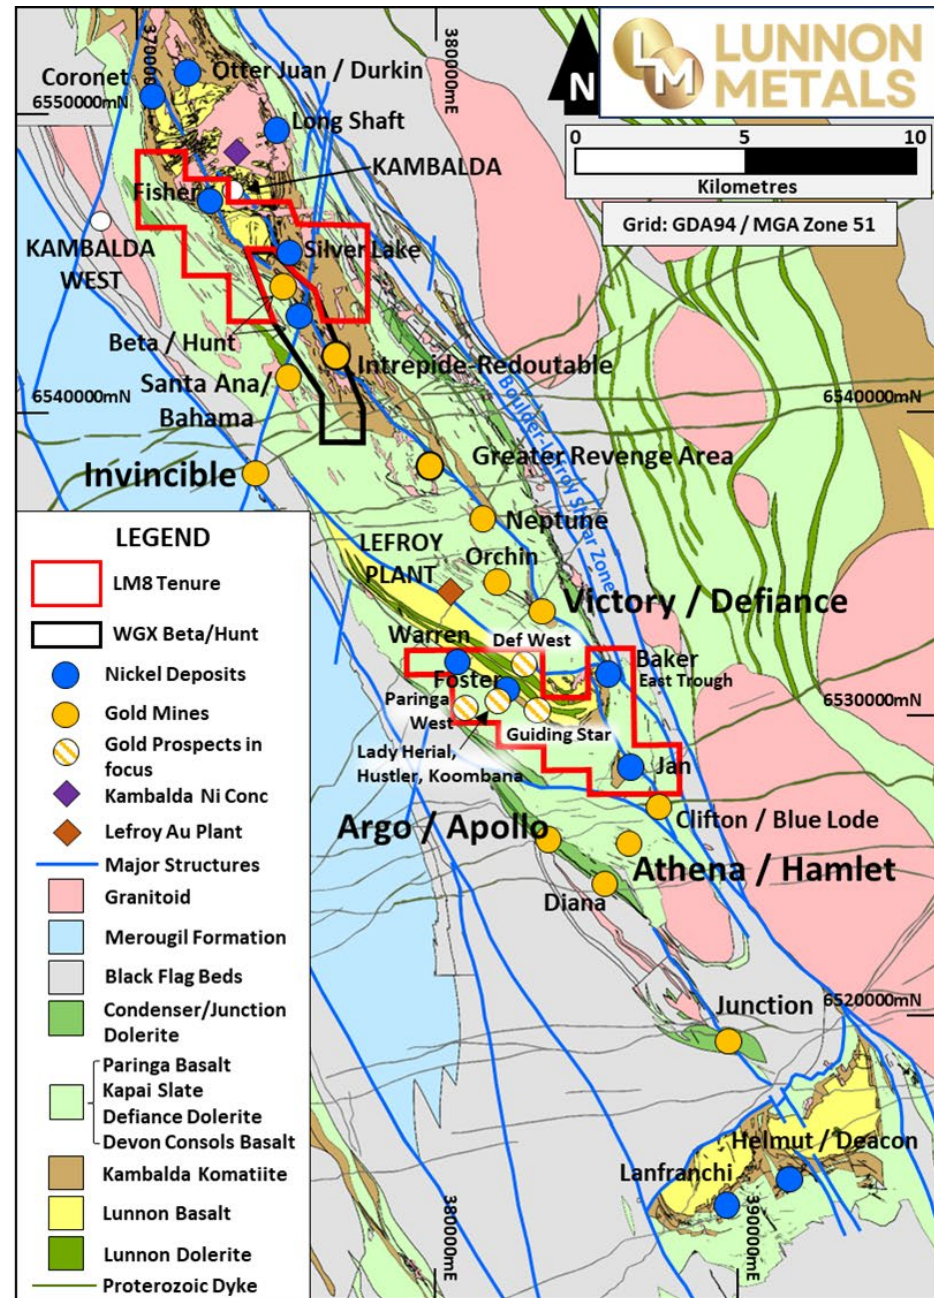 370000
380000mE
LUNNON
METALS
LM
N
Coronet
Otter Juan / Durkin
6550000mN
Long Shaft
0
5
10
Kilometres
KAMBALDA
Grid: GDA94 / MGA Zone 51
Fisher
KAMBALDA
WEST
Silver Lake
Beta / Hunt
Intrepide-Redoutable
Santa Ana/
Bahama
6540000mN
6540000mN
Boulder-Lefroy Shear Zone
Invincible
Greater Revenge Area
Neptune
LEFROY
PLANT
Orchin
Victory / Defiance
Warren
Def West
Baker
East Trough
Foster
Paringa
West
6530000mN
Guiding Star
Lady Herial,
Hustler, Koombana
Jan
Clifton / Blue Lode
Argo / Apollo
Athena / Hamlet
Diana
Junction
6520000mN
Helmut / Deacon
Lanfranchi
380000mE
390000mE
LEGEND
LM8 Tenure
WGX Beta/Hunt
Nickel Deposits
Gold Mines
Gold Prospects in
focus
Kambalda Ni Conc
Lefroy Au Plant
Major Structures
Granitoid
Merougil Formation
Black Flag Beds
Condenser/Junction
Dolerite
Paringa Basalt
Kapai Slate
Defiance Dolerite
Devon Consols Basalt
Kambalda Komatiite
Lunnon Basalt
Lunnon Dolerite
Proterozoic Dyke